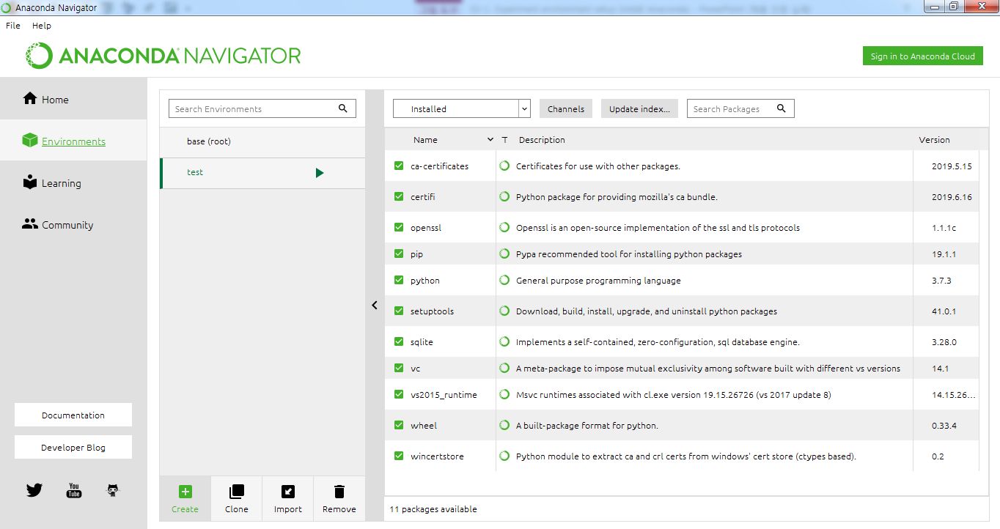 Anaconda Navigator
File Help
ANACONDA NAVIGATOR
Sign in to Anaconda Cloud
Home
Environments
Learning
Community
Documentation
Developer Blog
You Tube
Search Environments
base (root)
test
Create Clone Import Remove
Installed Channels Update index... Search Packages
Name T Description Version
ca-certificates Certificates for use with other packages. 2019.5.15
certifi Python package for providing mozilla's ca bundle. 2019.6.16
openssl Openssl is an open-source implementation of the ssl and tls protocols 1.1.1c
pip Pypa recommended tool for installing python packages 19.1.1
python General purpose programming language 3.7.3
setuptools Download, build, install, upgrade, and uninstall python packages 41.0.1
sqlite Implements a self-contained, zero-configuration, sql database engine. 3.28.0
vc A meta-package to impose mutual exclusivity among software built with different vs versions 14.1
vs2015_runtime Msvc runtimes associated with cl.exe version 19.15.26726 (vs 2017 update 8) 14.15.26...
wheel A built-package format for python. 0.33.4
wincertstore Python module to extract ca and crl certs from windows' cert store (ctypes based). 0.2
11 packages available